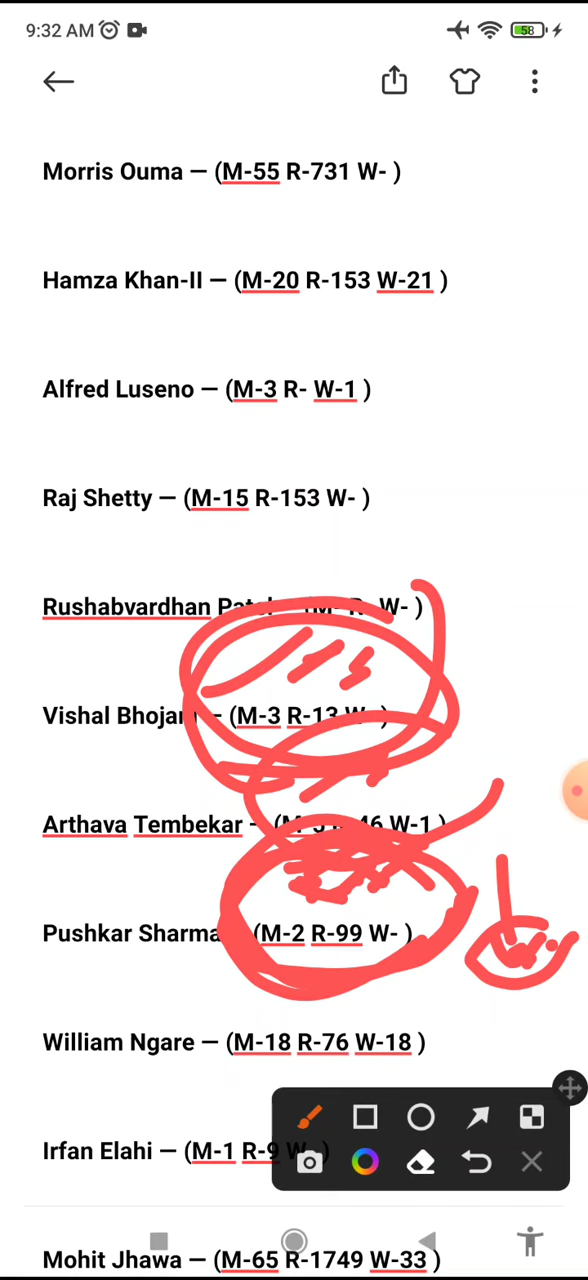 9:32 AM 58
Morris Ouma – (M-55 R-731 W- )
Hamza Khan-II – (M-20 R-153 W-21 )
Alfred Luseno – (M-3 R- W-1 )
Raj Shetty – (M-15 R-153 W- )
Rushabvardhan W- )
Vishal (M-3 R-13
Arthava Tembekar – W-1 )
Pushkar Sharma (M-2 R-99 W- )
William Ngare – (M-18 R-76 W-18 )
Irfan Elahi – (M-1 R-9 )
Mohit Jhawa – (M-65 R-1749 W-33 )